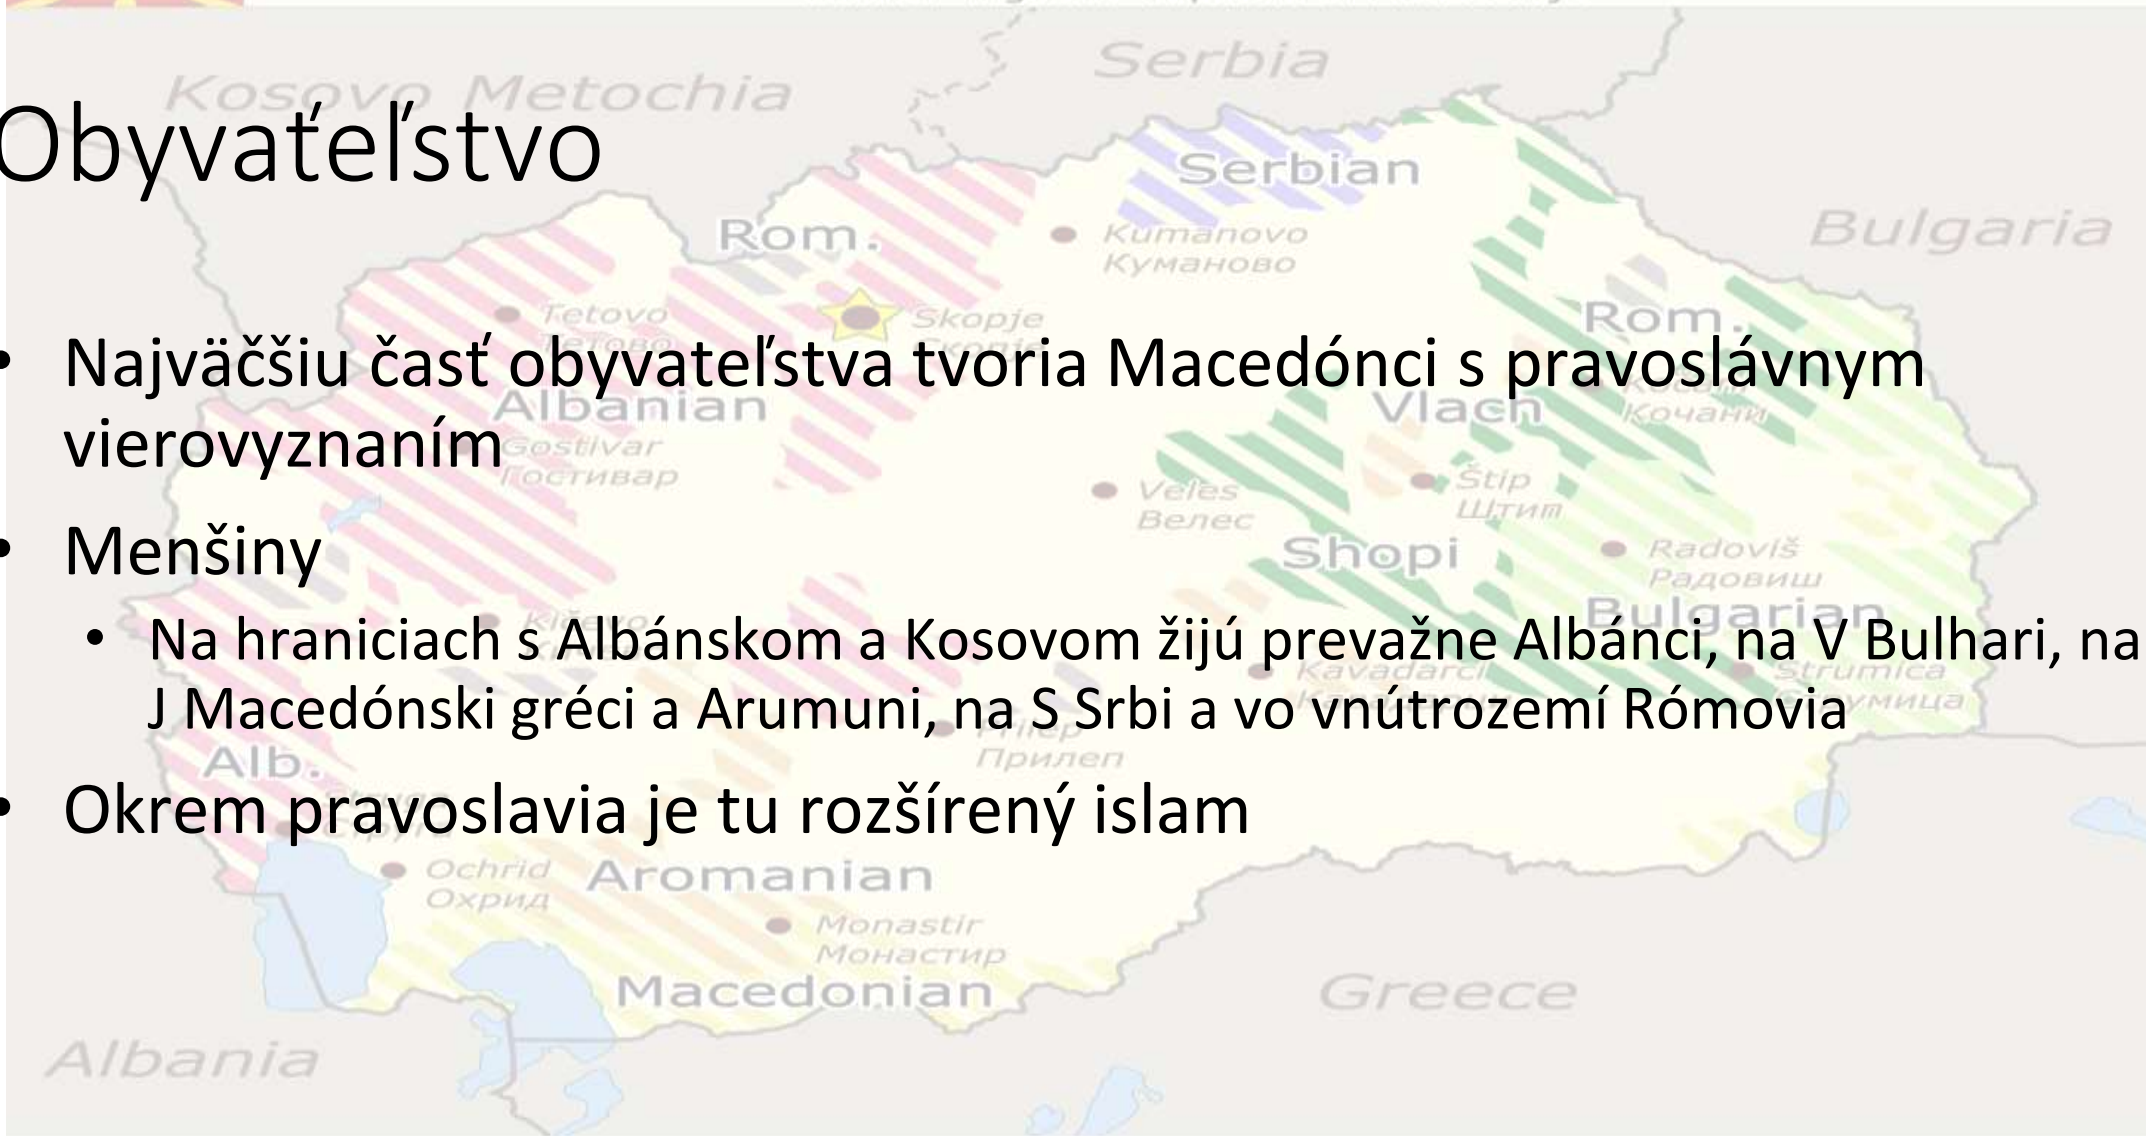 Kosovo Metochia
Serbia
Obyvateľstvo
Serbian
Bulgaria
Rom.
Kumanovo
Куманово
Tetovo
Skopje
Rom.
• Najväčšiu časť obyvateľstva tvoria Macedónci s pravoslávnym
vierovyznaním
Albanian
Vlach
Кочани
Gostivar
Гостивар
Veles
Велес
Štip
Штип
• Menšiny
Shopi
Radoviš
Радовиш
Bulgarian
• Na hraniciach s Albánskom a Kosovom žijú prevažne Albánci, na V Bulhari, na
J Macedónski gréci a Arumuni, na S Srbi a vo vnútrozemí Rómovia
Kavadarci
Strumica
Прилеп
Alb.
• Okrem pravoslavia je tu rozšírený islam
Ochrid
Охрид
Aromanian
Monastir
Монастир
Macedonian
Greece
Albania